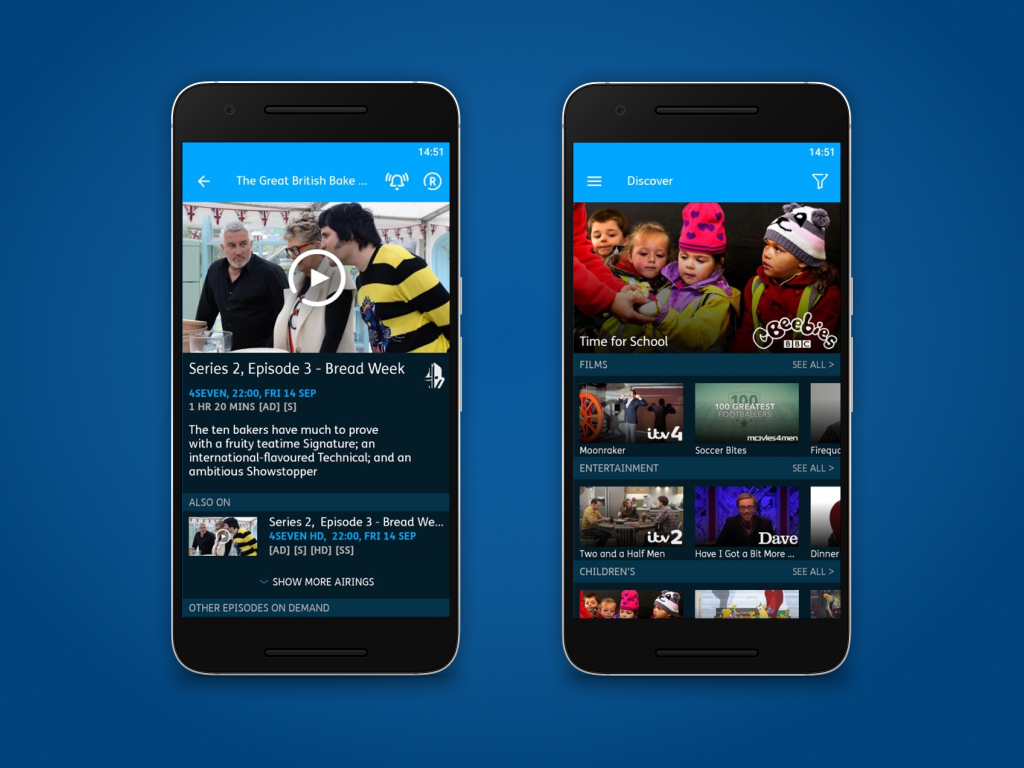 14:51
The Great British Bake ...
R
Series 2, Episode 3 - Bread Week
4SEVEN, 22:00, FRI 14 SEP
1 HR 20 MINS [AD] [S]
The ten bakers have much to prove
with a fruity teatime Signature; an
international-flavoured Technical; and an
ambitious Showstopper
ALSO ON
Series 2,  Episode 3 - Bread We...
4SEVEN HD,  22:00, FRI 14 SEP
[AD] [S] [HD] [SS]
SHOW MORE AIRINGS
OTHER EPISODES ON DEMAND
14:51
Discover
Time for School
CBeebies
BBC
FILMS
SEE ALL >
itv4
100 GREATEST
FOOTBALLERS
movies4men
Moonraker
Soccer Bites
Firequ
ENTERTAINMENT
SEE ALL >
itv2
Dave
Two and a Half Men
Have I Got a Bit More ...
Dinner
CHILDREN'S
SEE ALL >